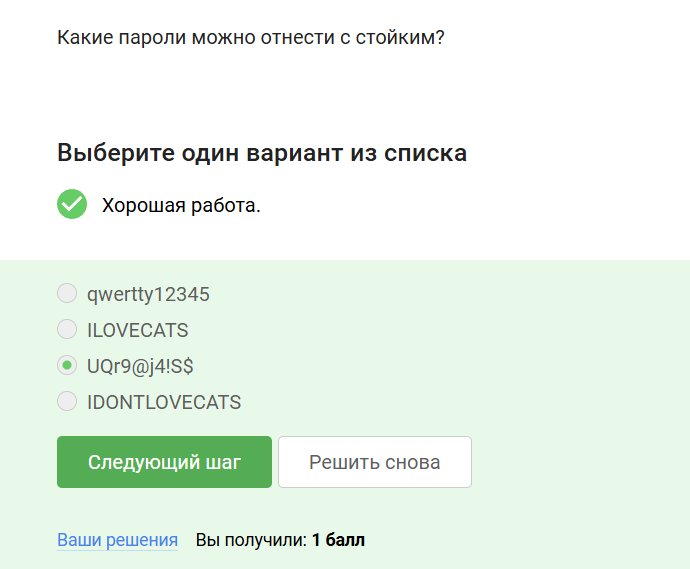 Какие пароли можно отнести с стойким?
Выберите один вариант из списка
Хорошая работа.
qwertty12345
ILOVECATS
UQr9@j4!S$
IDONTLOVECATS
Следующий шаг
Решить снова
Ваши решения
Вы получили: 1 балл